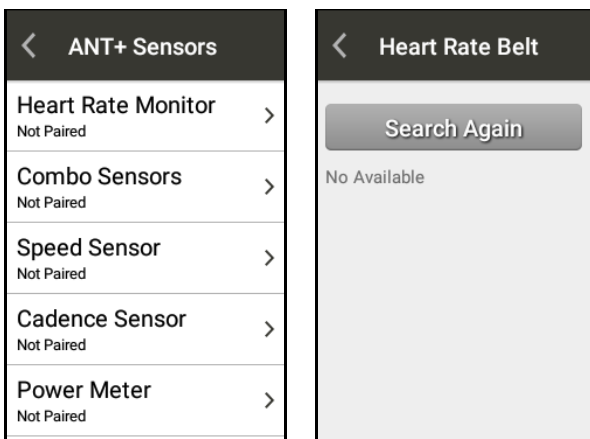 ANT+ Sensors
Heart Rate Monitor
Not Paired
Combo Sensors
Not Paired
Speed Sensor
Not Paired
Cadence Sensor
Not Paired
Power Meter
Not Paired
Heart Rate Belt
Search Again
No Available